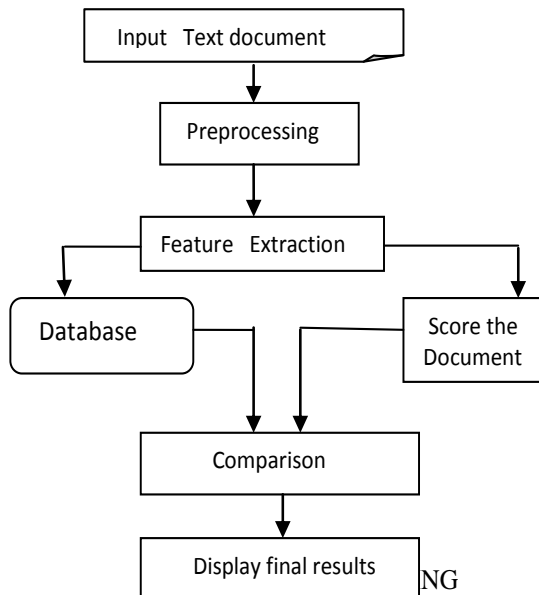 Input Text document
Preprocessing
Feature Extraction
Database
Score the
Document
Comparison
Display final results
NG